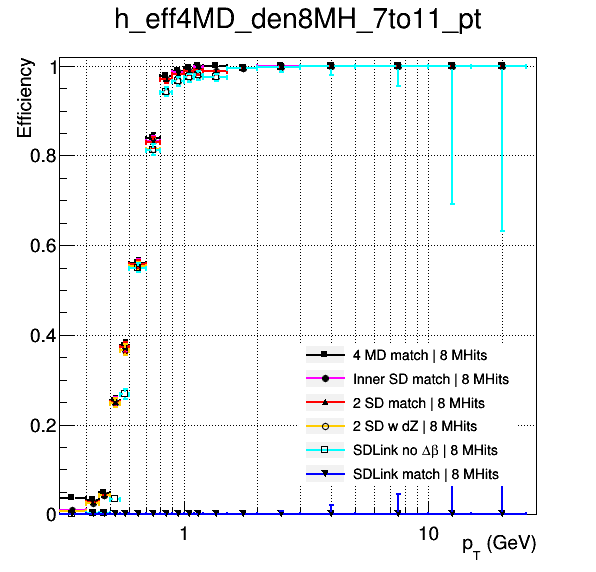 h_eff4MD_den8MH_7to11_pt
Efficiency
1
0.8
0.6
0.4
0.2
0
4 MD match | 8 MHits
Inner SD match | 8 MHits
2 SD match | 8 MHits
2 SD w dZ | 8 MHits
SDLink no Δβ | 8 MHits
SDLink match | 8 MHits
1 10
p_T (GeV)